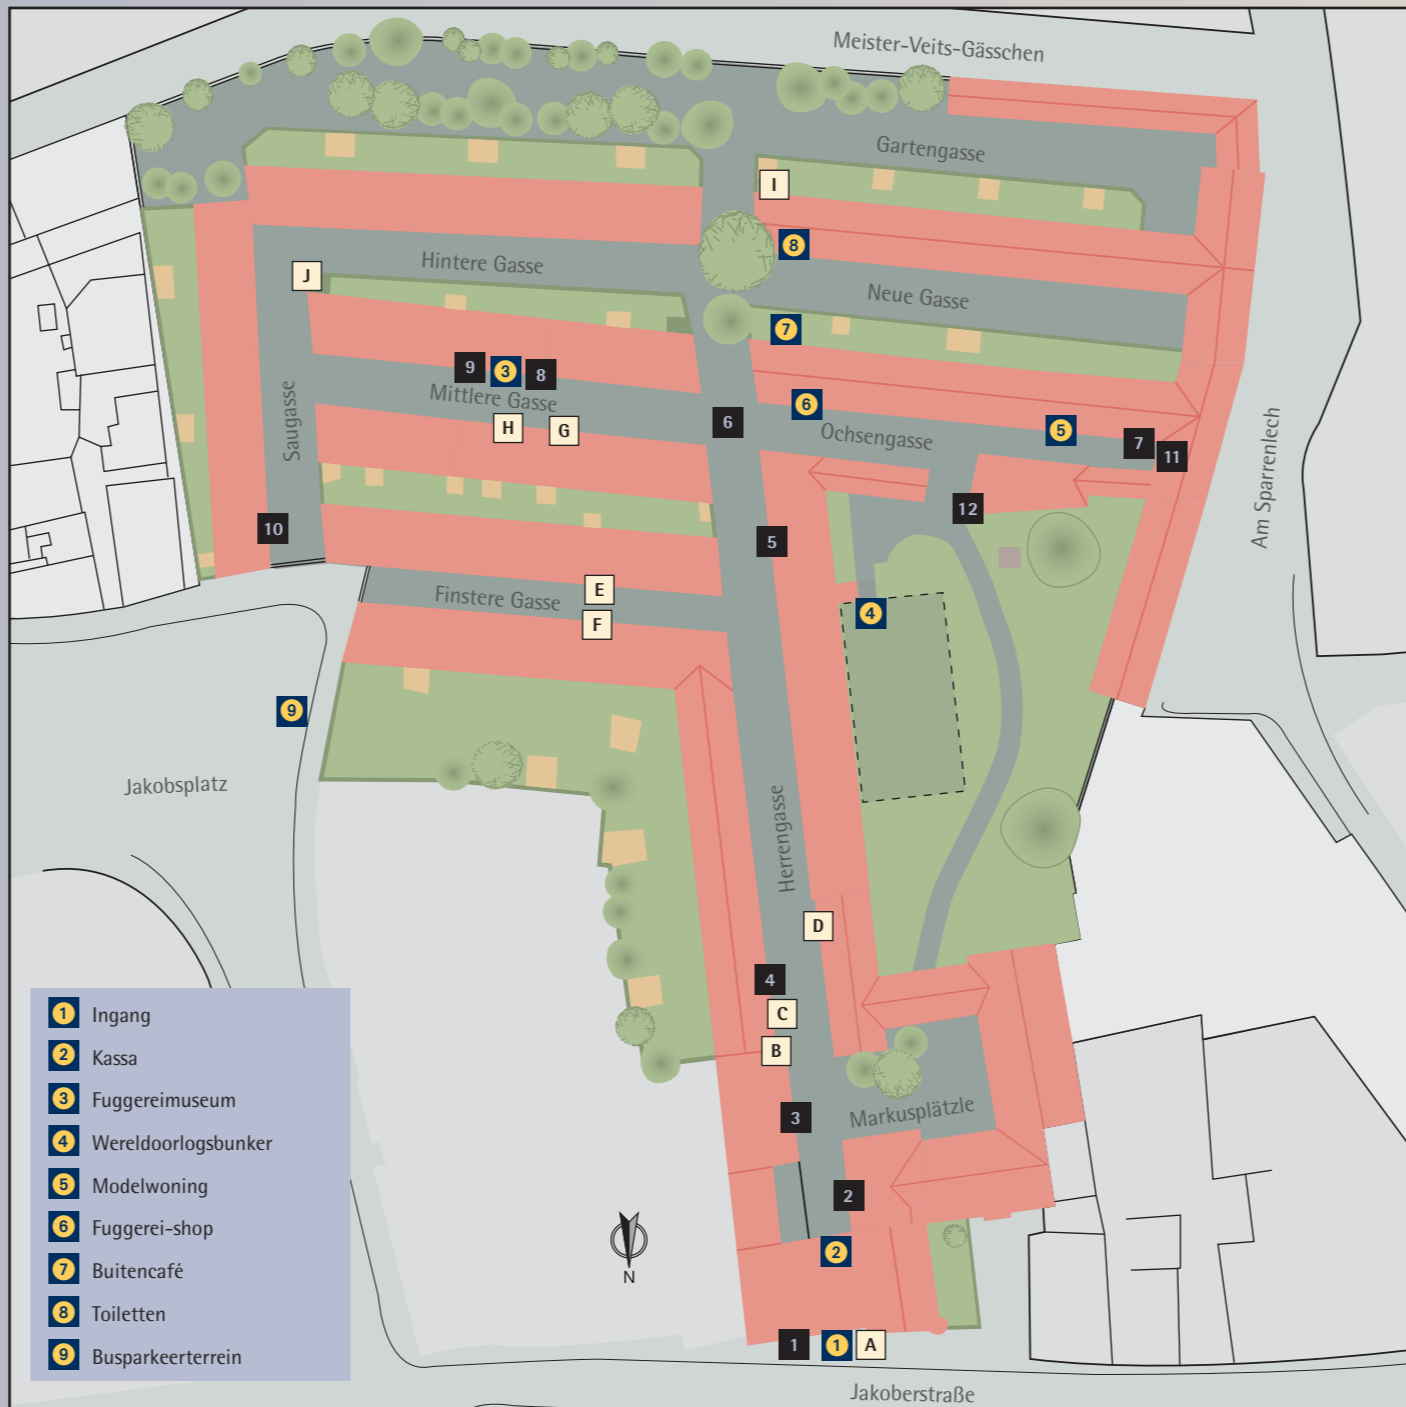 Meister-Veits-Gässchen
Gartengasse
I
8
Hintere Gasse
J
Neue Gasse
7
9 3 8
Mittlere Gasse
H G
Saugasse
6
6
Ochsengasse
5
7
11
Am Sparrenlech
10
5
12
Finstere Gasse
E
F
4
9
Jakobsplatz
Herrengasse
D
4
C
B
3
Markusplätzle
2
2
N
1 1 A
Jakoberstraße
1 Ingang
2 Kassa
3 Fuggereimuseum
4 Wereldoorlogsbunker
5 Modelwoning
6 Fuggerei-shop
7 Buitencafé
8 Toiletten
9 Busparkeerterrein